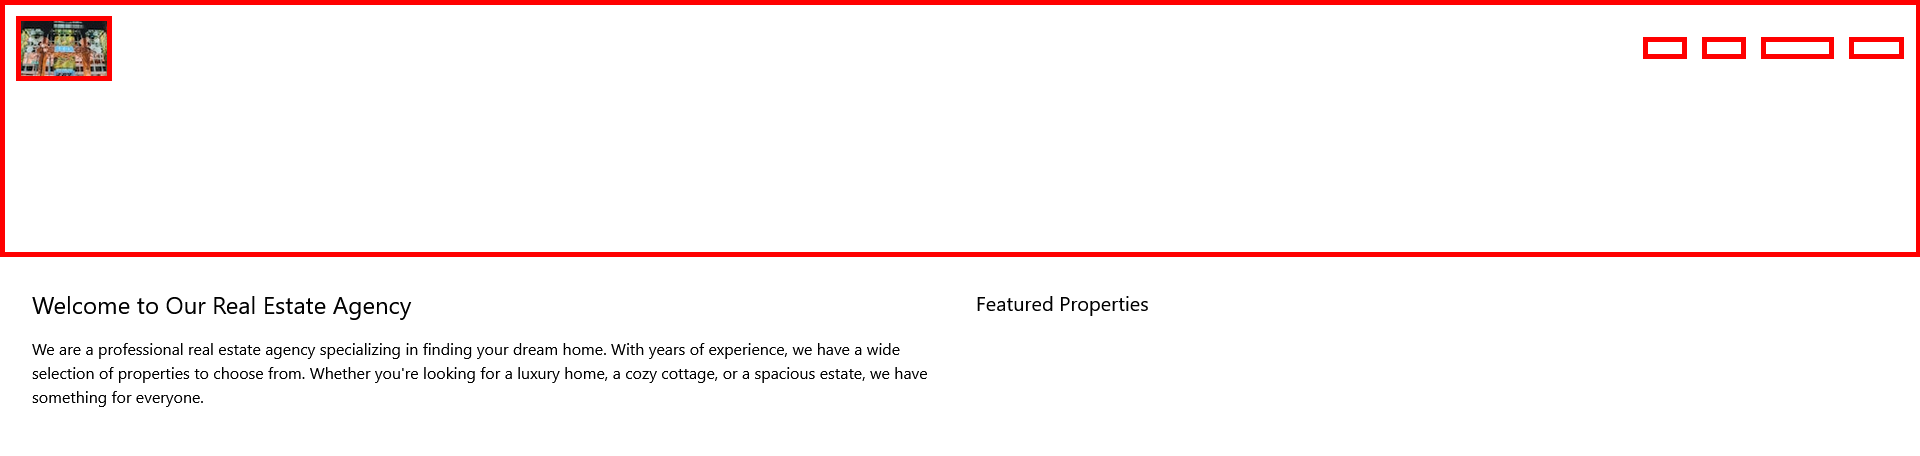 Welcome to Our Real Estate Agency
We are a professional real estate agency specializing in finding your dream home. With years of experience, we have a wide
selection of properties to choose from. Whether you're looking for a luxury home, a cozy cottage, or a spacious estate, we have
something for everyone.
Featured Properties